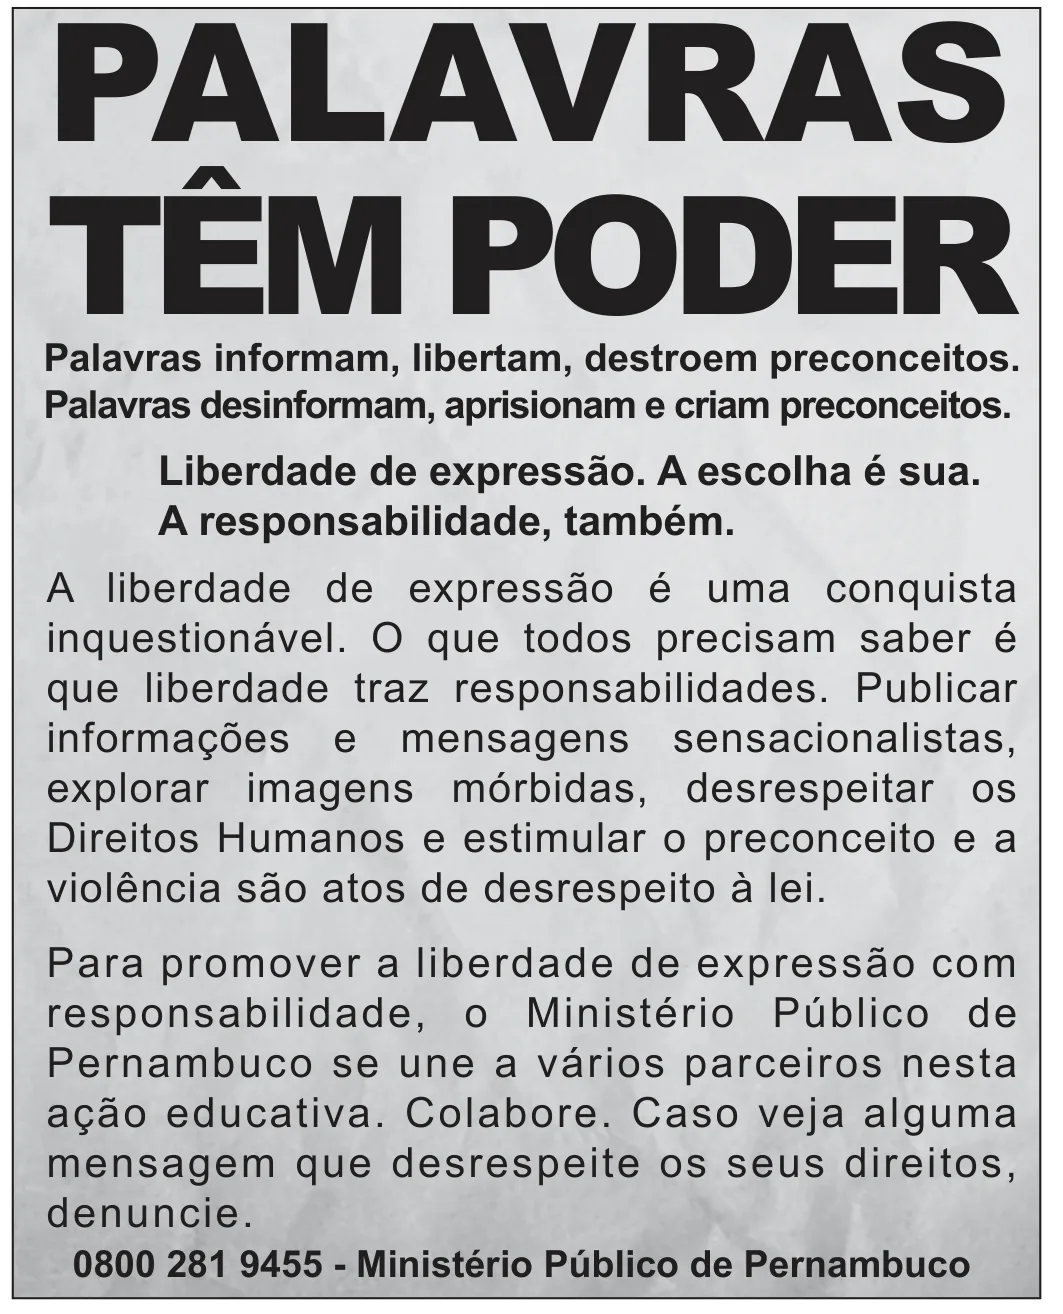 PALAVRAS
TÊM PODER
Palavras informam, libertam, destroem preconceitos.
Palavras desinformam, aprisionam e criam preconceitos.
Liberdade de expressão. A escolha é sua.
A responsabilidade, também.
A liberdade de expressão é uma conquista
inquestionável. O que todos precisam saber é
que liberdade traz responsabilidades. Publicar
informações e mensagens sensacionalistas,
explorar imagens mórbidas, desrespeitar os
Direitos Humanos e estimular o preconceito e a
violência são atos de desrespeito à lei.
Para promover a liberdade de expressão com
responsabilidade, o Ministério Público de
Pernambuco se une a vários parceiros nesta
ação educativa. Colabore. Caso veja alguma
mensagem que desrespeite os seus direitos,
denuncie.
0800 281 9455 - Ministério Público de Pernambuco